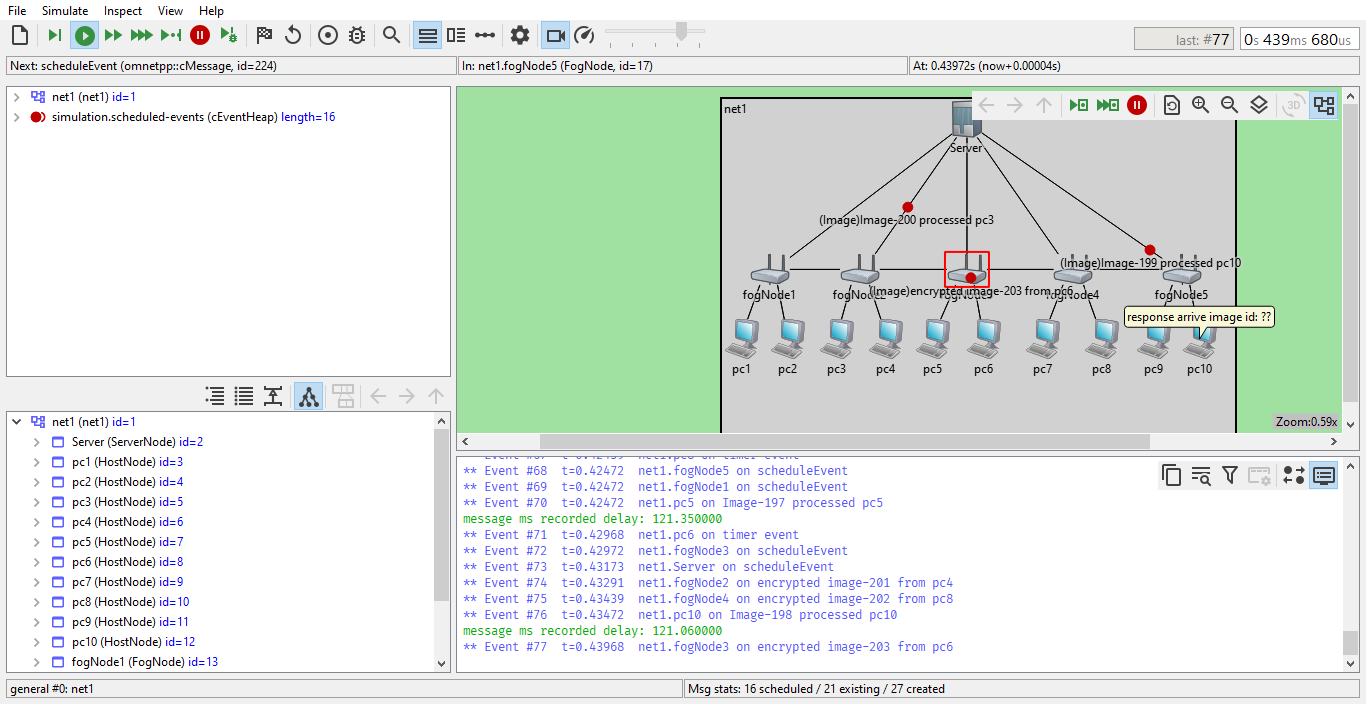 File Simulate Inspect View Help
last: #77 0s 439ms 680us
Next: scheduleEvent (omnetpp::cMessage, id=224) In: net1.fogNode5 (FogNode, id=17) At: 0.43972s (now+0.00004s)
net1 (net1) id=1
simulation.scheduled-events (cEventHeap) length=16
net1
3D
Server
(Image)Image-200 processed pc3
(Image)Image-199 processed pc10
(Image)encrypted image-203 from pc6
fogNode1 fogNode4 fogNode5
response arrive image id: ??
pc1 pc2 pc3 pc4 pc5 pc6 pc7 pc8 pc9 pc10
Zoom:0.59x
net1 (net1) id=1
Server (ServerNode) id=2
pc1 (HostNode) id=3
pc2 (HostNode) id=4
pc3 (HostNode) id=5
pc4 (HostNode) id=6
pc5 (HostNode) id=7
pc6 (HostNode) id=8
pc7 (HostNode) id=9
pc8 (HostNode) id=10
pc9 (HostNode) id=11
pc10 (HostNode) id=12
fogNode1 (FogNode) id=13
** Event #68 t=0.42472 net1.fogNode5 on scheduleEvent
** Event #69 t=0.42472 net1.fogNode1 on scheduleEvent
** Event #70 t=0.42472 net1.pc5 on Image-197 processed pc5
message ms recorded delay: 121.350000
** Event #71 t=0.42968 net1.pc6 on timer event
** Event #72 t=0.42972 net1.fogNode3 on scheduleEvent
** Event #73 t=0.43173 net1.Server on scheduleEvent
** Event #74 t=0.43291 net1.fogNode2 on encrypted image-201 from pc4
** Event #75 t=0.43439 net1.fogNode4 on encrypted image-202 from pc8
** Event #76 t=0.43472 net1.pc10 on Image-198 processed pc10
message ms recorded delay: 121.060000
** Event #77 t=0.43968 net1.fogNode3 on encrypted image-203 from pc6
general #0: net1 Msg stats: 16 scheduled / 21 existing / 27 created